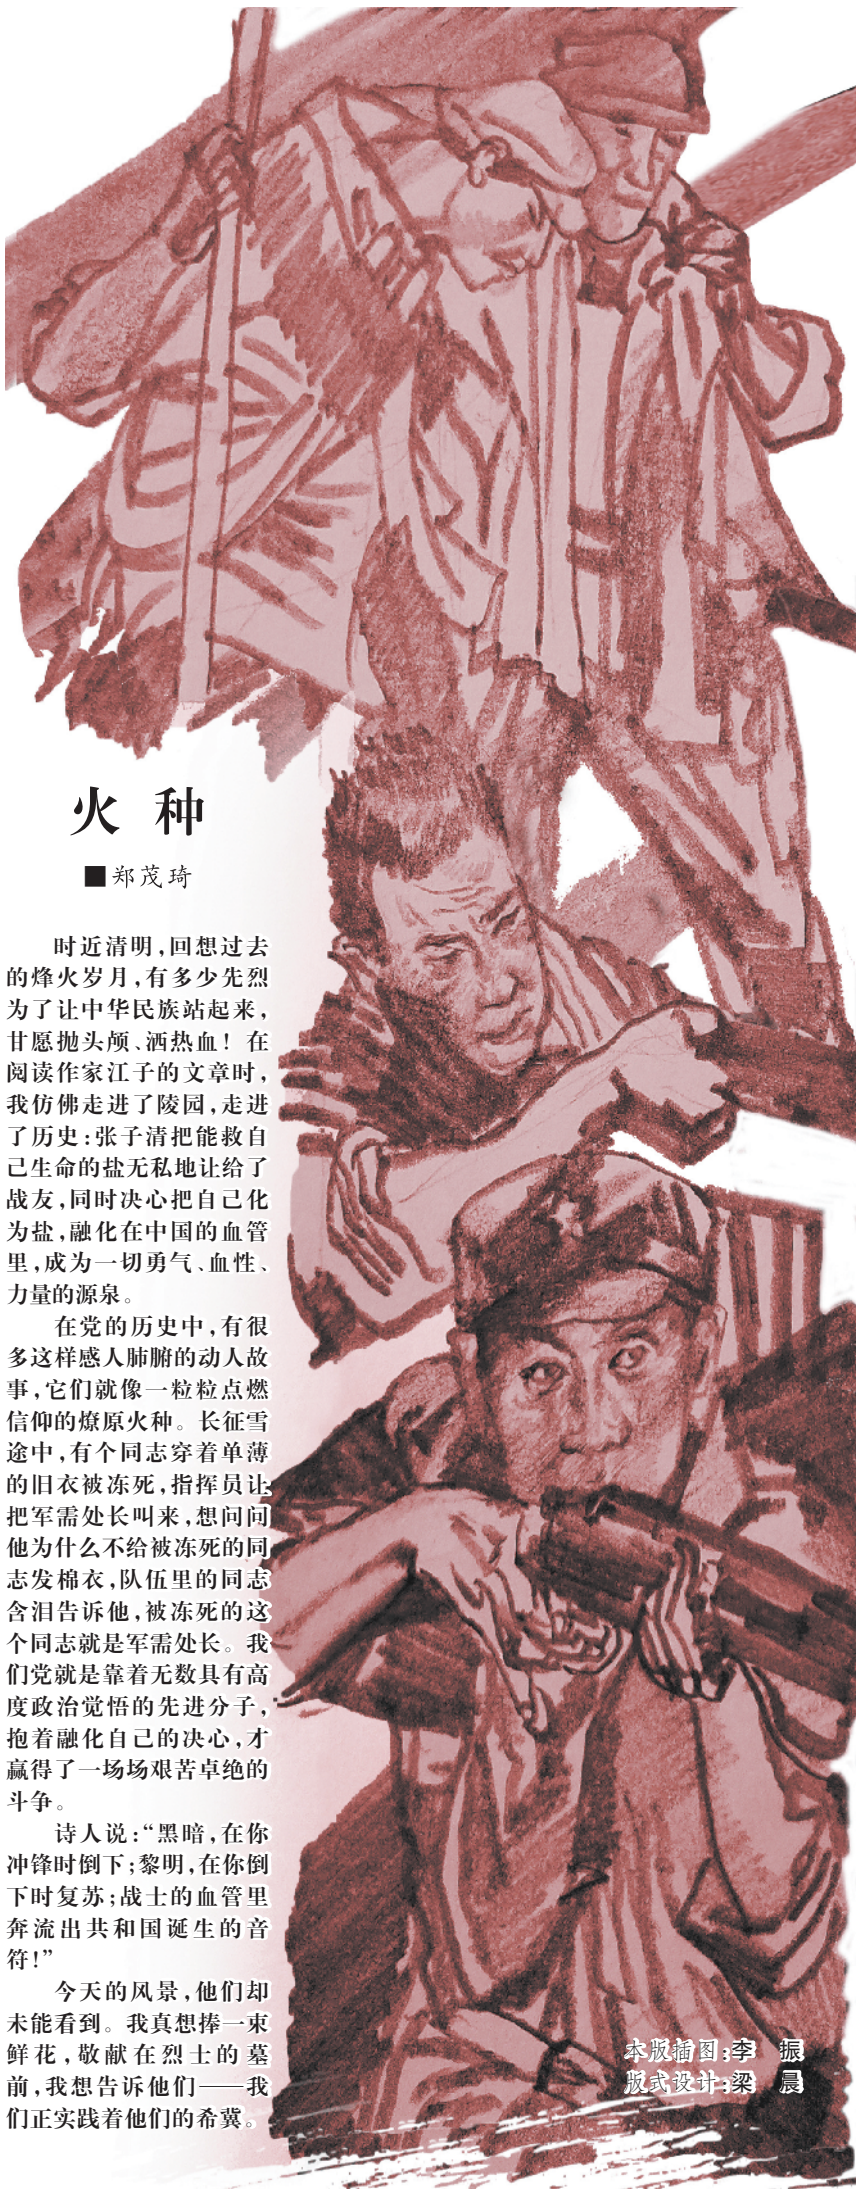 火 种
■郑茂琦
时近清明,回想过去
的烽火岁月,有多少先烈
为了让中华民族站起来,
甘愿抛头颅、洒热血!在
阅读作家江子的文章时,
我仿佛走进了陵园,走进
了历史:张子清把能救自
己生命的盐无私地让给了
战友,同时决心把自己化
为盐,融化在中国的血管
里,成为一切勇气、血性、
力量的源泉。
在党的历史中,有很
多这样感人肺腑的动人故
事,它们就像一粒粒点燃
信仰的燎原火种。长征雪
途中,有个同志穿着单薄
的旧衣被冻死,指挥员让
把军需处长叫来,想问问
他为什么不给被冻死的同
志发棉衣,队伍里的同志
含泪告诉他,被冻死的这
个同志就是军需处长。我
们党就是靠着无数具有高
度政治觉悟的先进分子,
抱着融化自己的决心,才
赢得了一场场艰苦卓绝的
斗争。
诗人说:“黑暗,在你
冲锋时倒下;黎明,在你倒
下时复苏;战士的血管里
奔流出共和国诞生的音
符!”
今天的风景,他们却
未能看到。我真想捧一束
鲜花,敬献在烈士的墓
前,我想告诉他们——我
们正实践着他们的希冀。
本版插图:李 振
版式设计:梁 晨